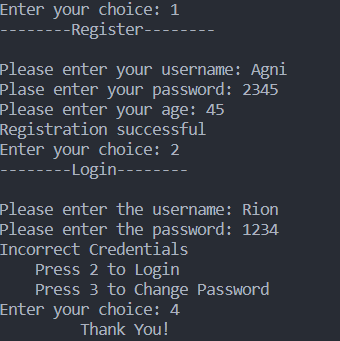 Enter your choice: 1
--------Register--------
Please enter your username: Agni
Plase enter your password: 2345
Please enter your age: 45
Registration successful
Enter your choice: 2
--------Login--------
Please enter the username: Rion
Please enter the password: 1234
Incorrect Credentials
Press 2 to Login
Press 3 to Change Password
Enter your choice: 4
Thank You!